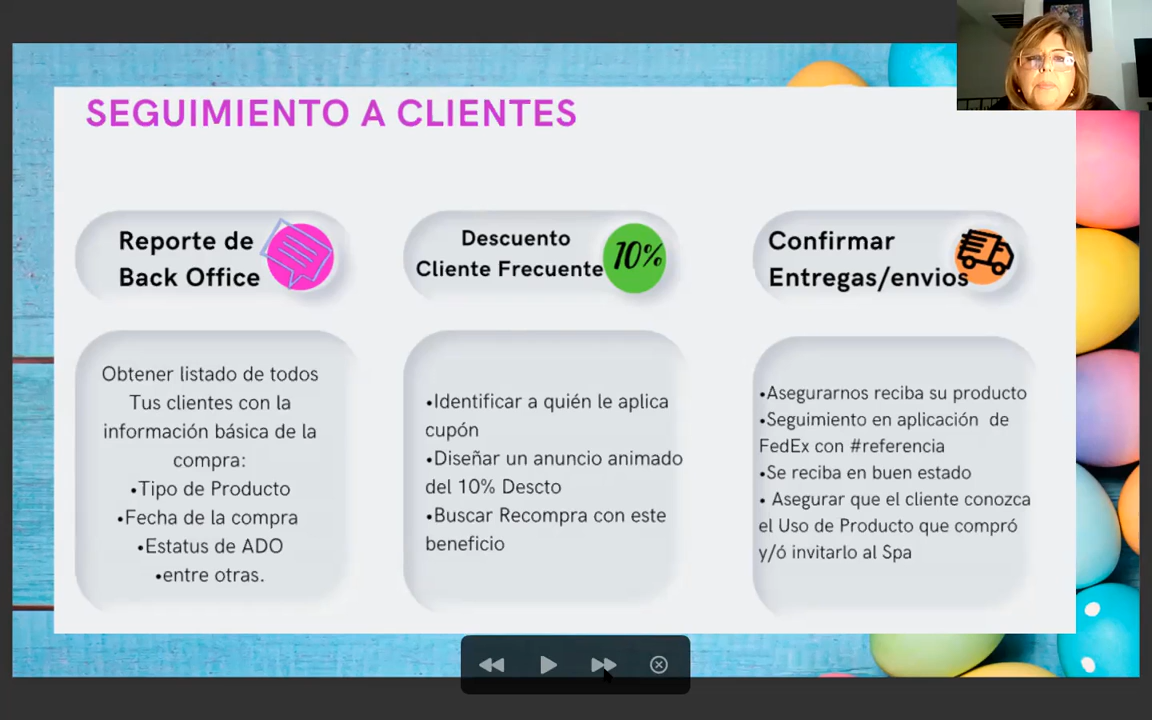 SEGUIMIENTO A CLIENTES
Reporte de
Back Office
Obtener listado de todos
Tus clientes con la
información básica de la
compra:
•Tipo de Producto
•Fecha de la compra
•Estatus de ADO
•entre otras.
Descuento
Cliente Frecuente
10%
•Identificar a quién le aplica
cupón
•Diseñar un anuncio animado
del 10% Descto
•Buscar Recompra con este
beneficio
Confirmar
Entregas/envios
•Asegurarnos reciba su producto
•Seguimiento en aplicación de
FedEx con #referencia
•Se reciba en buen estado
• Asegurar que el cliente conozca
el Uso de Producto que compró
y/ó invitarlo al Spa